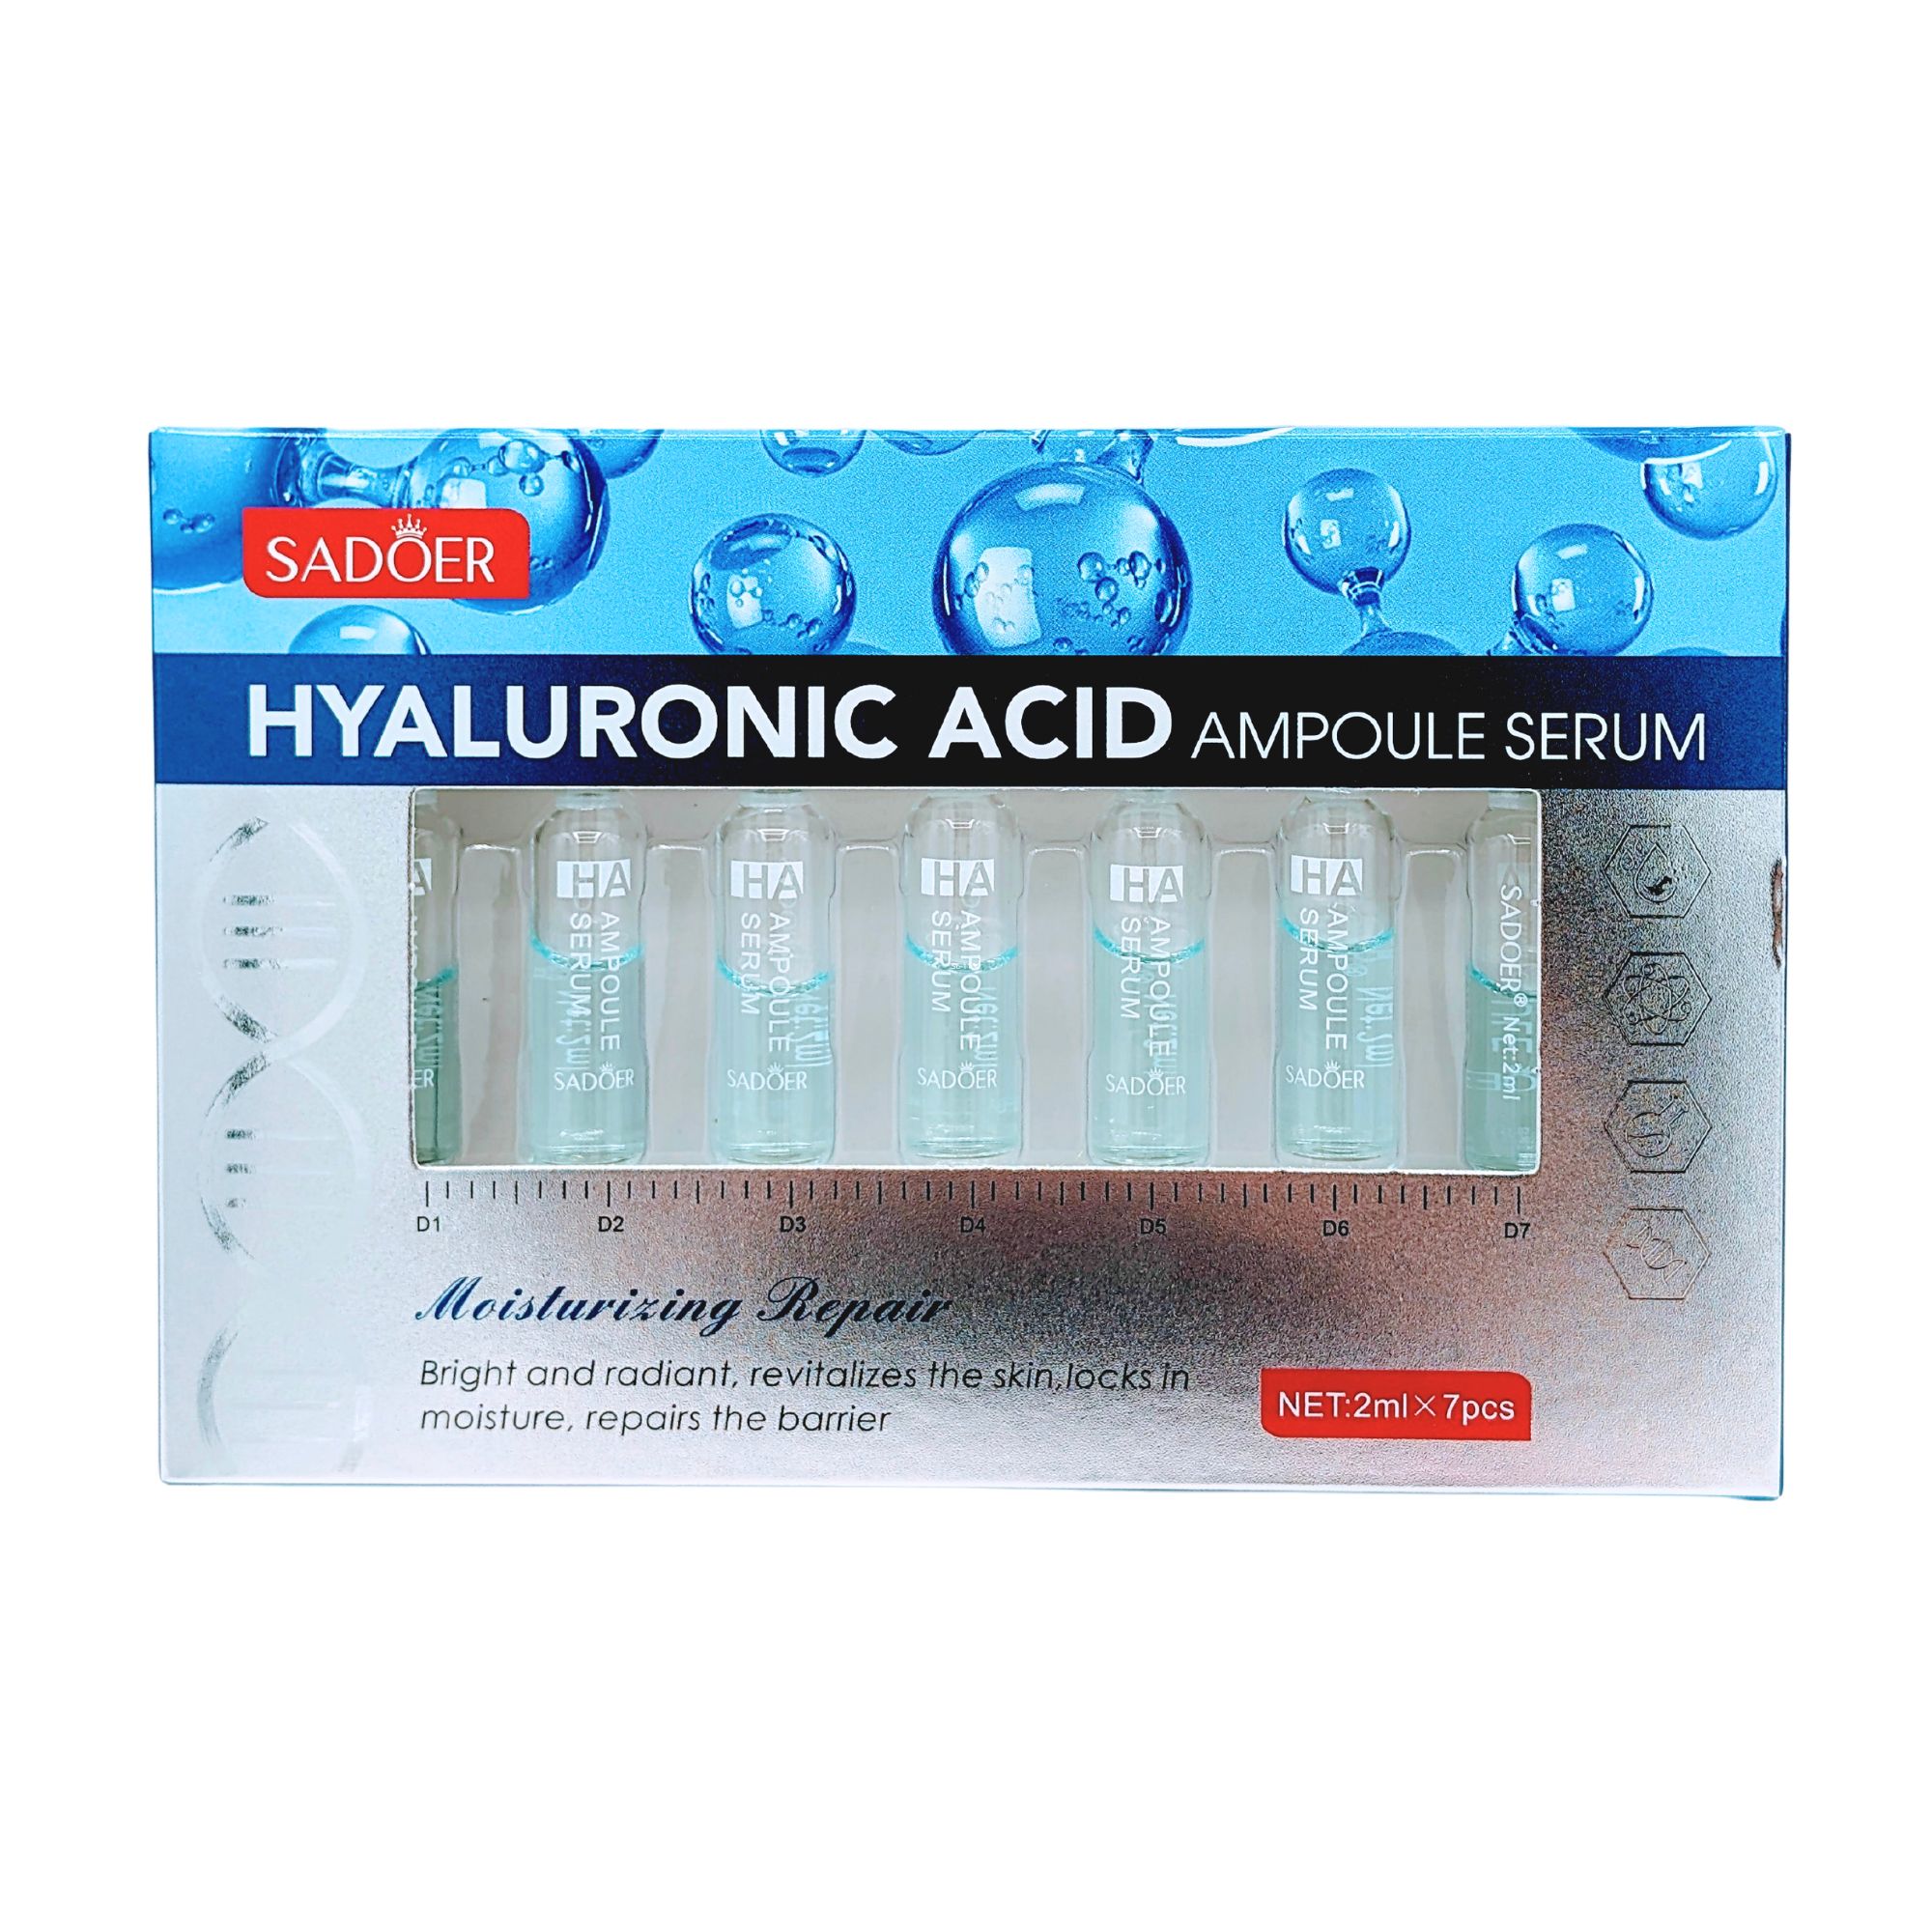 SADOER
HYALURONIC ACID AMPOULE SERUM
HA
AMPOULE
SERUM
SADOER
HA
AMPOULE
SERUM
SADOER
HA
AMPOULE
SERUM
SADOER
HA
AMPOULE
SERUM
SADOER
HA
AMPOULE
SERUM
SADOER
SADOER® Net:2ml
D1 D2 D3 D4 D5 D6 D7
Moisturizing Repair
Bright and radiant, revitalizes the skin,locks in
moisture, repairs the barrier
NET:2ml×7pcs